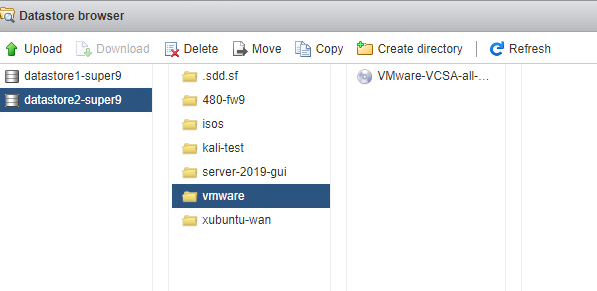 Datastore browser
Upload Download Delete Move Copy Create directory Refresh
datastore1-super9 .sdd.sf VMware-VCSA-all-...
datastore2-super9 480-fw9
isos
kali-test
server-2019-gui
vmware
xubuntu-wan